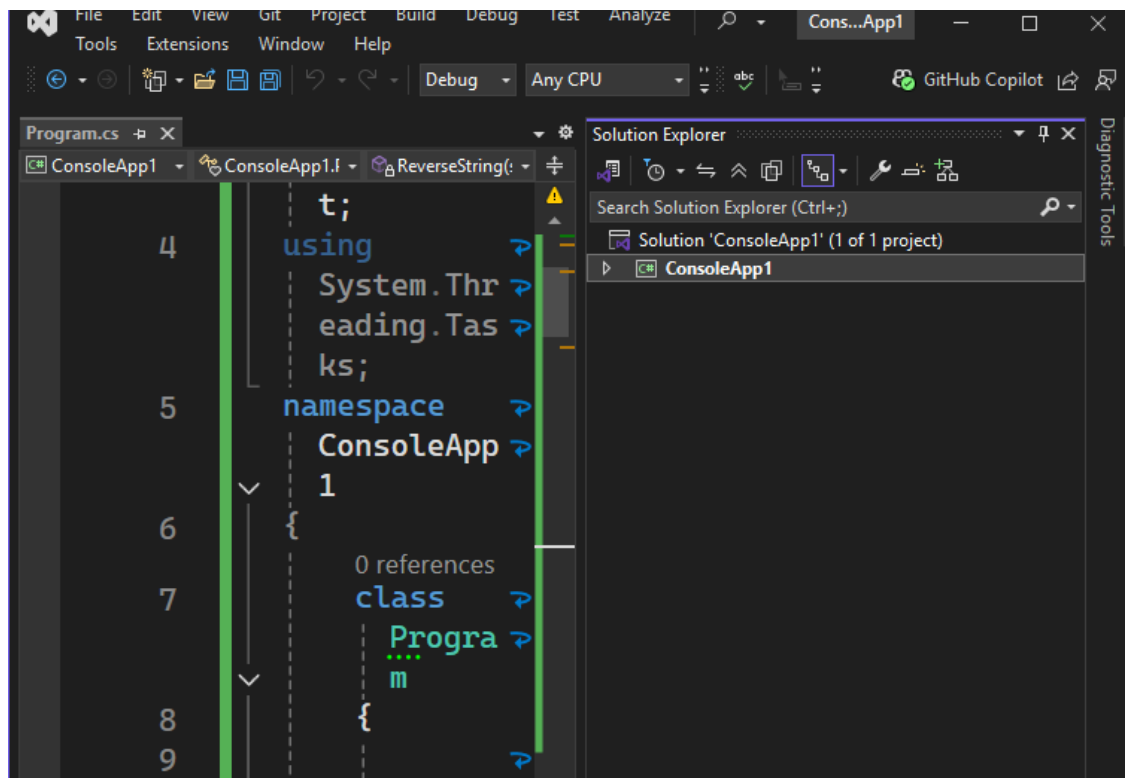 File Edit View Git Project Build Debug Test Analyze
Cons...App1
Tools Extensions Window Help
Debug Any CPU abc GitHub Copilot
Program.cs
C# ConsoleApp1 ConsoleApp1.F ReverseString(s
t;
4 using
System.Thr
eading.Tas
ks;
5 namespace
ConsoleApp
1
6 {
0 references
7 class
Progra
m
8 {
9
Solution Explorer
Search Solution Explorer (Ctrl+;)
Solution 'ConsoleApp1' (1 of 1 project)
C# ConsoleApp1
Diagnostic Tools